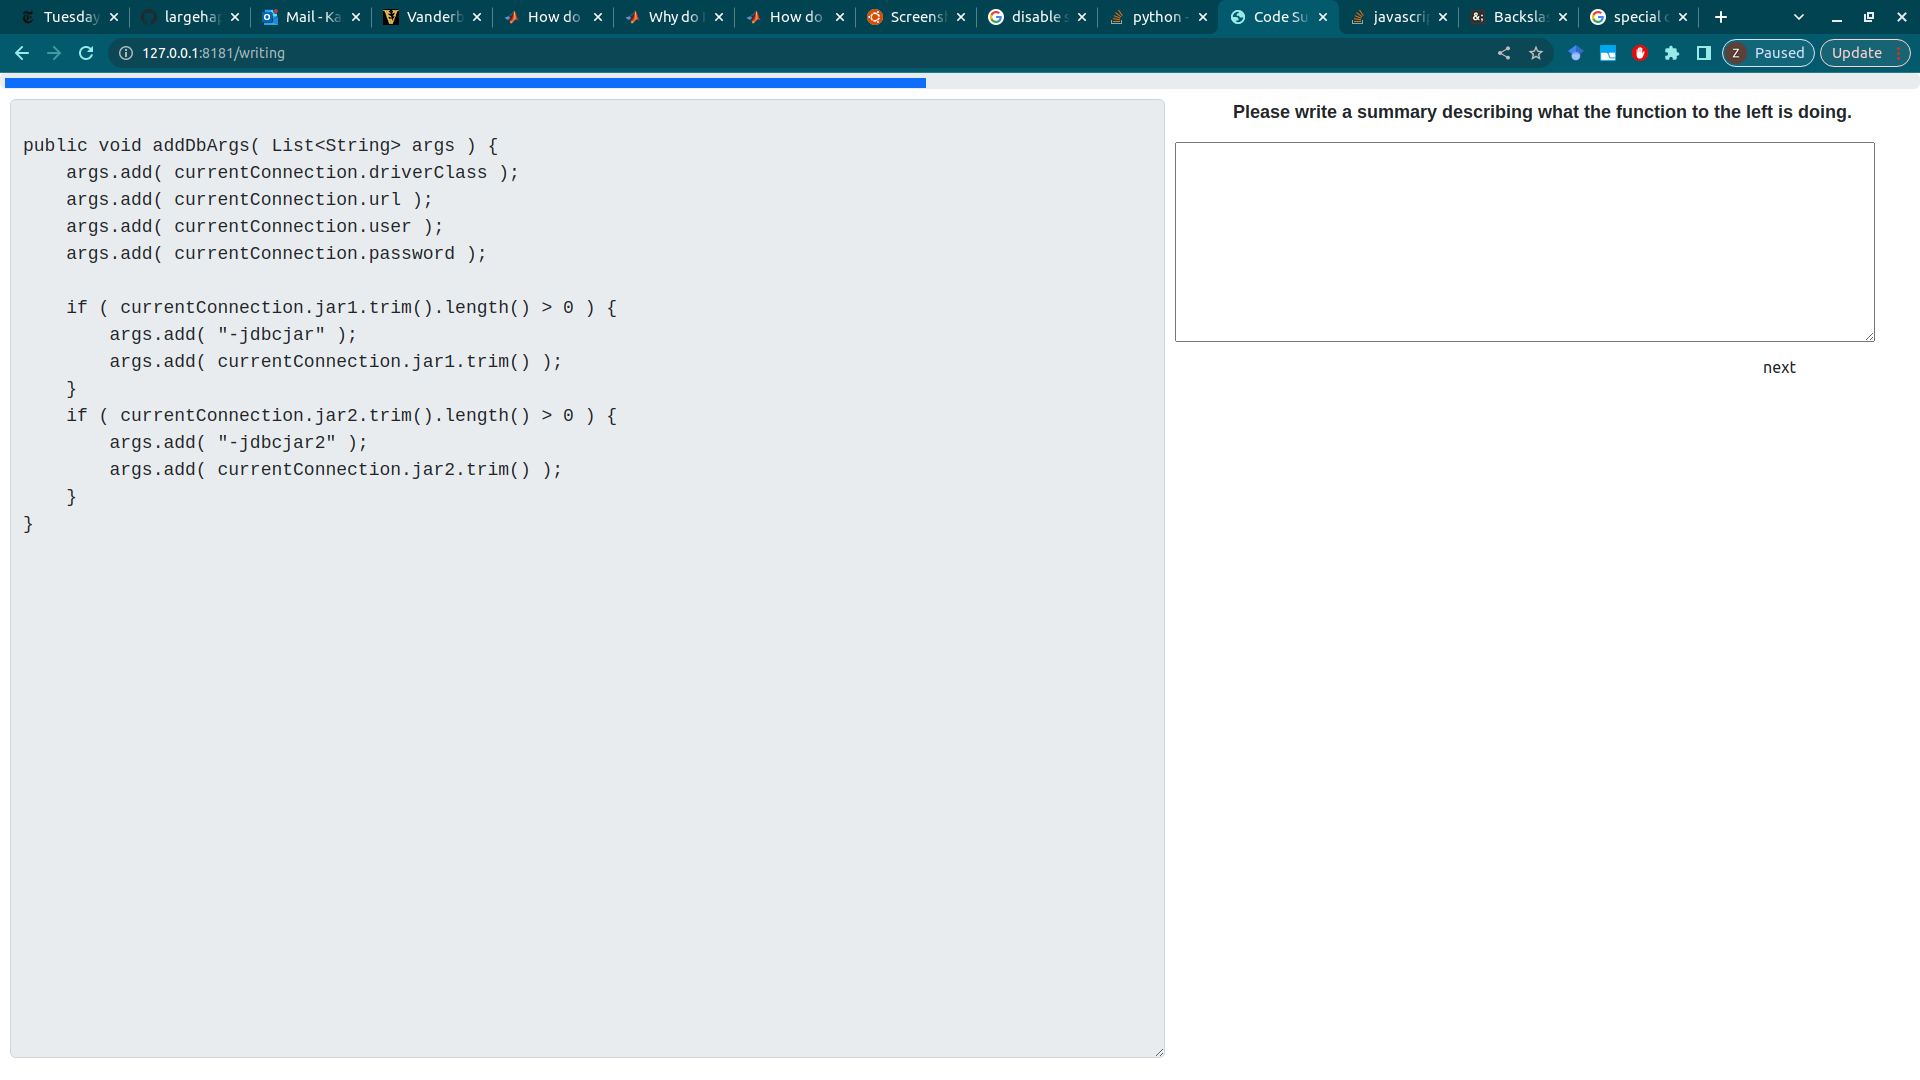 Tuesday
largehap
Mail - Ka
Vanderb
How do
Why do
How do
Screens
disable s
python -
Code Su
javascrip
Backslas
special c
127.0.0.1:8181/writing
Z Paused
Update
public void addDbArgs( List<String> args ) {
    args.add( currentConnection.driverClass );
    args.add( currentConnection.url );
    args.add( currentConnection.user );
    args.add( currentConnection.password );
    if ( currentConnection.jar1.trim().length() > 0 ) {
        args.add( "-jdbcjar" );
        args.add( currentConnection.jar1.trim() );
    }
    if ( currentConnection.jar2.trim().length() > 0 ) {
        args.add( "-jdbcjar2" );
        args.add( currentConnection.jar2.trim() );
    }
}
Please write a summary describing what the function to the left is doing.
next